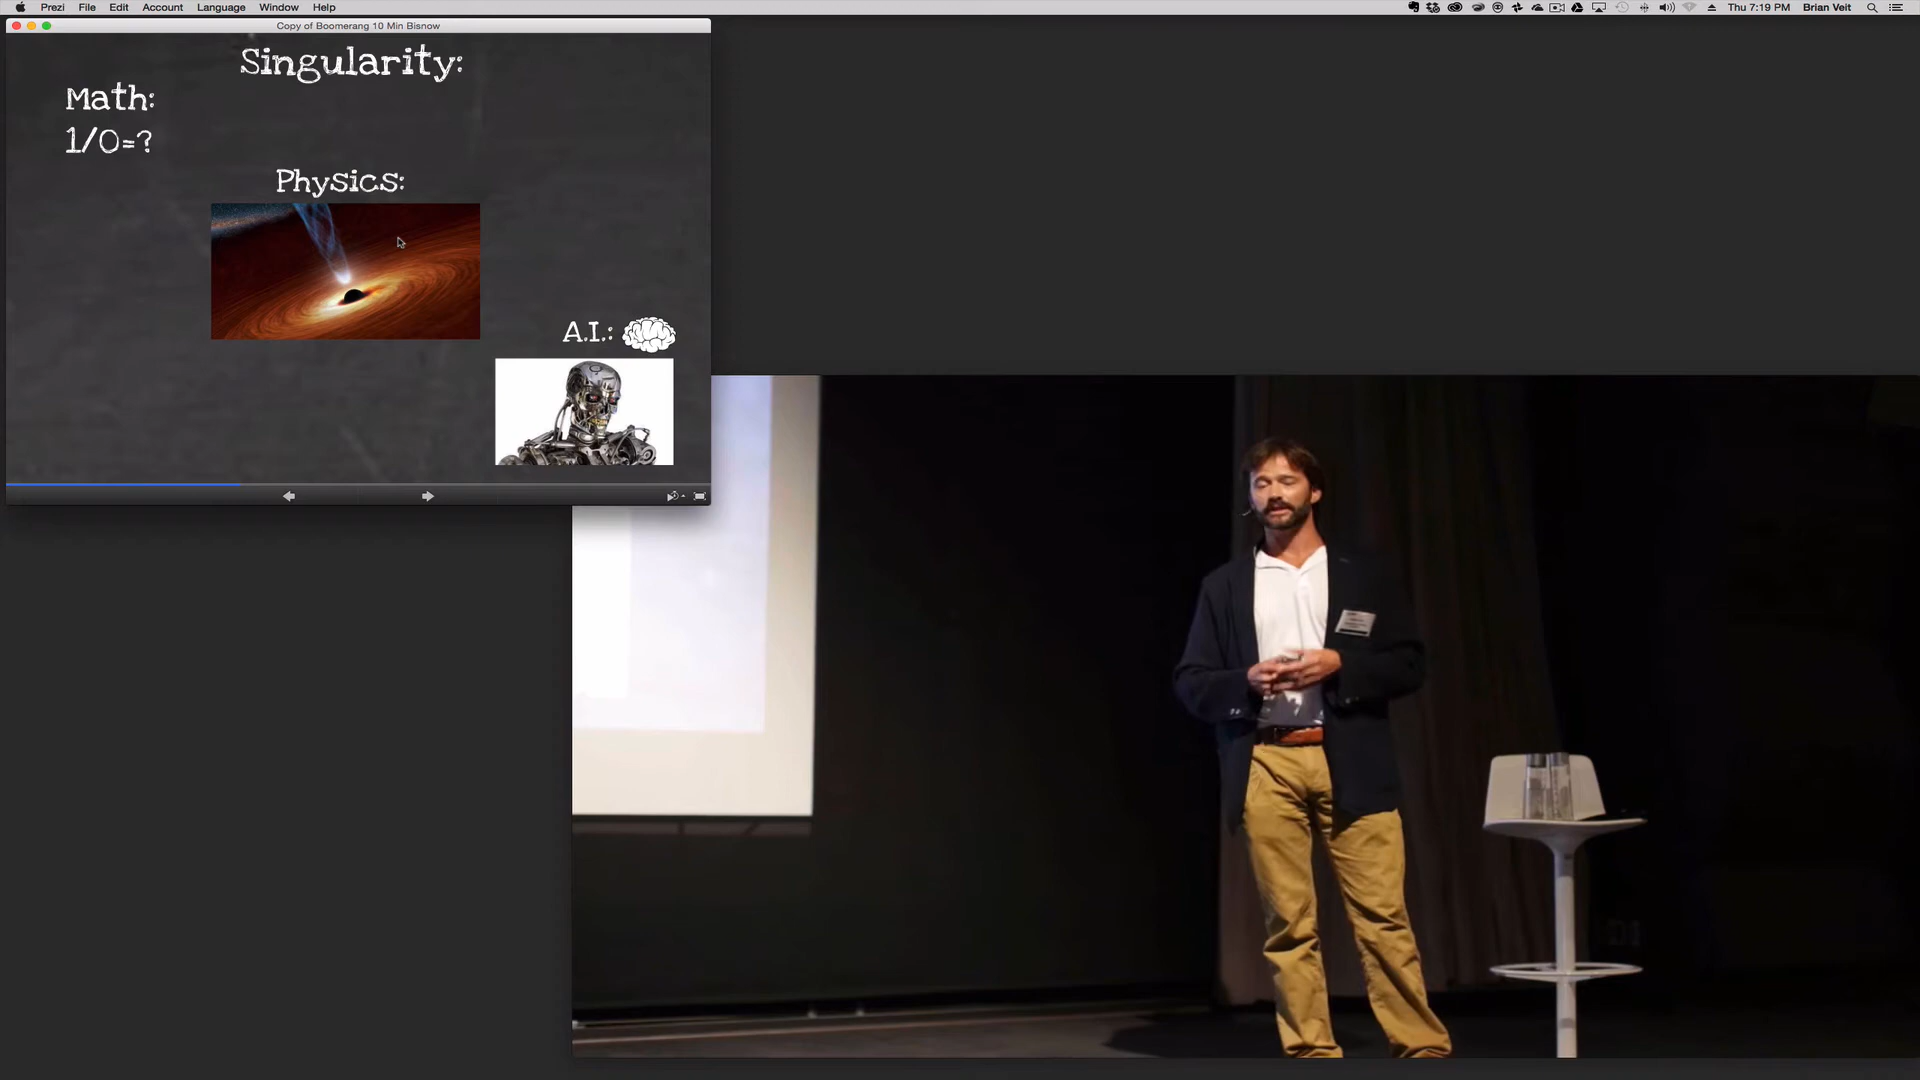 Prezi File Edit Account Language Window Help Thu 7:19 PM Brian Veit
Copy of Boomerang 10 Min Bisnow
Singularity:
Math:
1/0=?
Physics:
A.I.: